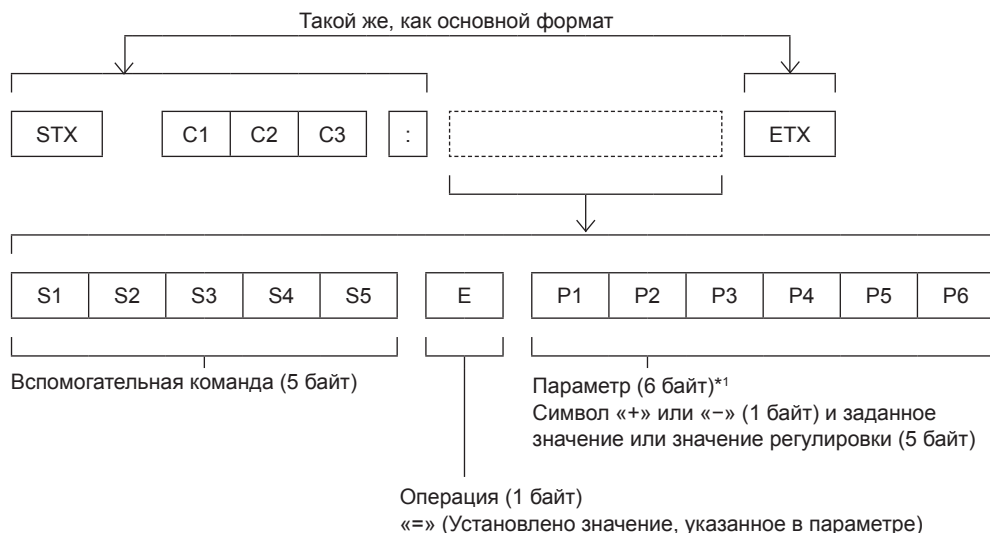 Такой же, как основной формат
STX C1 C2 C3 : ETX
S1 S2 S3 S4 S5 E P1 P2 P3 P4 P5 P6
Вспомогательная команда (5 байт)
Параметр (6 байт)*1
Символ «+» или «−» (1 байт) и заданное
значение или значение регулировки (5 байт)
Операция (1 байт)
«=» (Установлено значение, указанное в параметре)